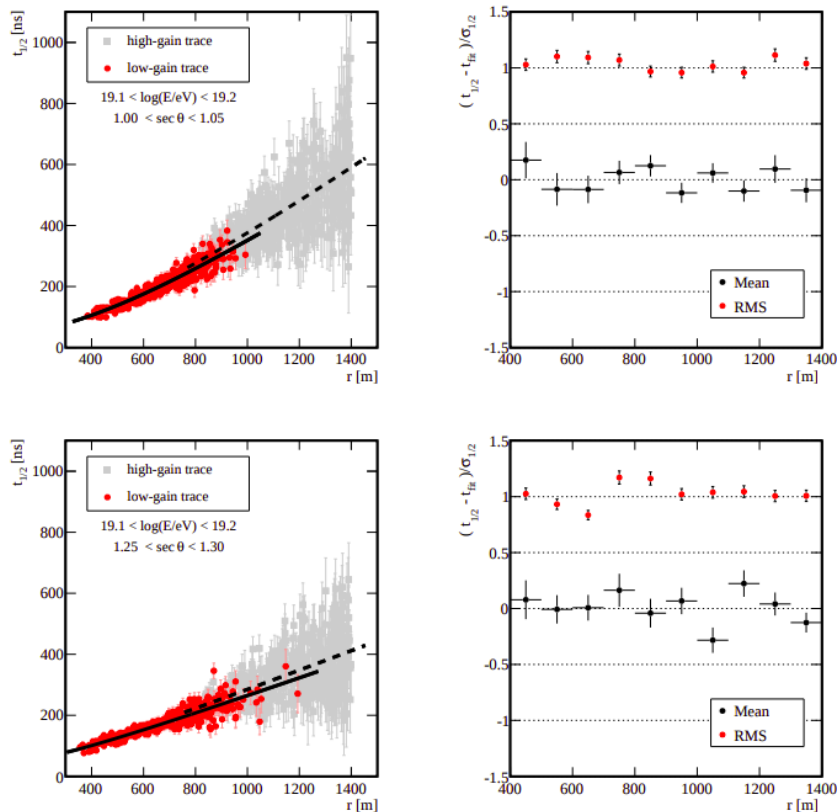 t1/2 [ns]
1000
800
600
400
200
0
high-gain trace
low-gain trace
19.1 < log(E/eV) < 19.2
1.00 < sec θ < 1.05
400 600 800 1000 1200 1400
r [m]
( t1/2 - tfit )/σ1/2
1.5
1
0.5
0
-0.5
-1
-1.5
Mean
RMS
400 600 800 1000 1200 1400
r [m]
t1/2 [ns]
1000
800
600
400
200
0
high-gain trace
low-gain trace
19.1 < log(E/eV) < 19.2
1.25 < sec θ < 1.30
400 600 800 1000 1200 1400
r [m]
( t1/2 - tfit )/σ1/2
1.5
1
0.5
0
-0.5
-1
-1.5
Mean
RMS
400 600 800 1000 1200 1400
r [m]